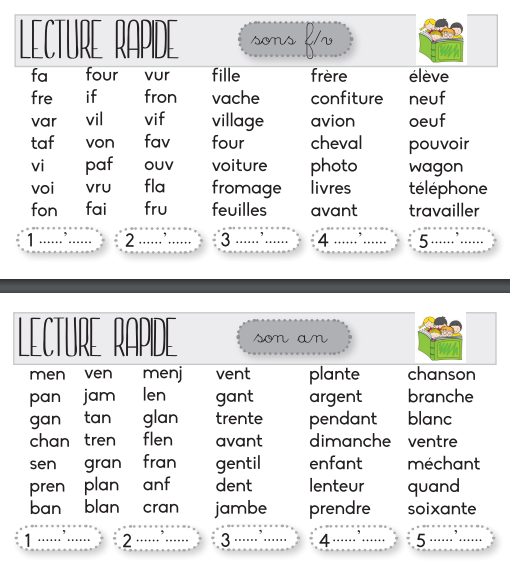 LECTURE RAPIDE sons f/v
fa four vur fille frère élève
fre if fron vache confiture neuf
var vil vif village avion oeuf
taf von fav four cheval pouvoir
vi paf ouv voiture photo wagon
voi vru fla fromage livres téléphone
fon fai fru feuilles avant travailler
1 ......'...... 2 ......'...... 3 ......'...... 4 ......'...... 5 ......'......
LECTURE RAPIDE son an
men ven menj vent plante chanson
pan jam len gant argent branche
gan tan glan trente pendant blanc
chan tren flen avant dimanche ventre
sen gran fran gentil enfant méchant
pren plan anf dent lenteur quand
ban blan cran jambe prendre soixante
1 ......'...... 2 ......'...... 3 ......'...... 4 ......'...... 5 ......'......